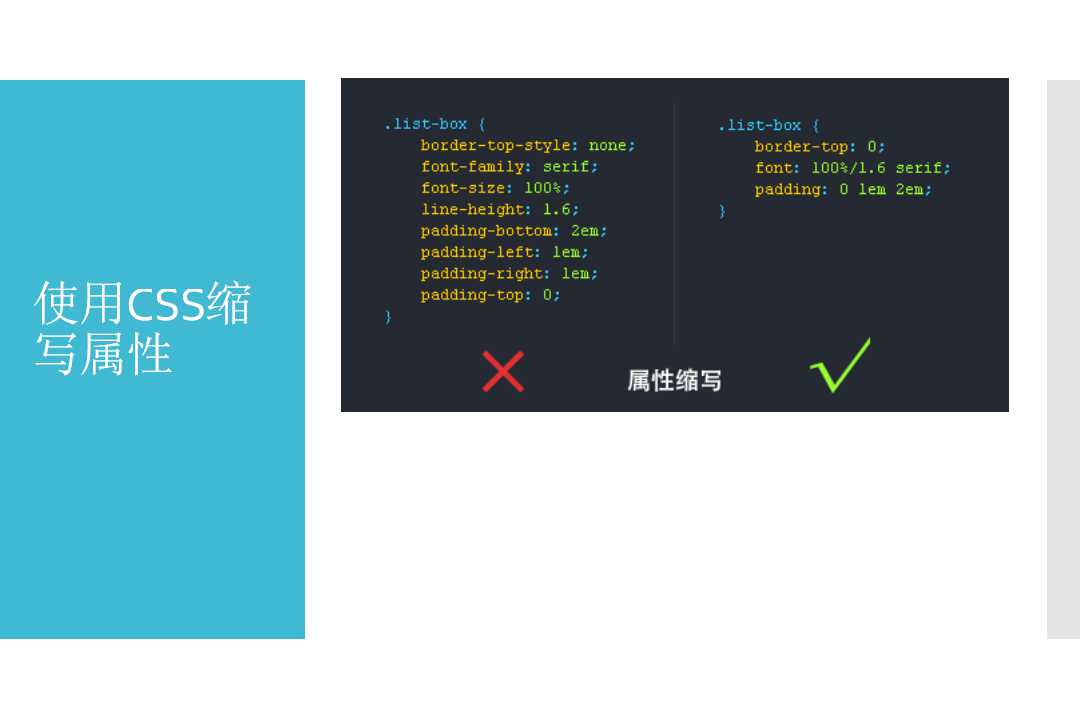 使用CSS缩
写属性
.list-box {
border-top-style: none;
font-family: serif;
font-size: 100%;
line-height: 1.6;
padding-bottom: 2em;
padding-left: 1em;
padding-right: 1em;
padding-top: 0;
}
.list-box {
border-top: 0;
font: 100%/1.6 serif;
padding: 0 1em 2em;
}
属性缩写